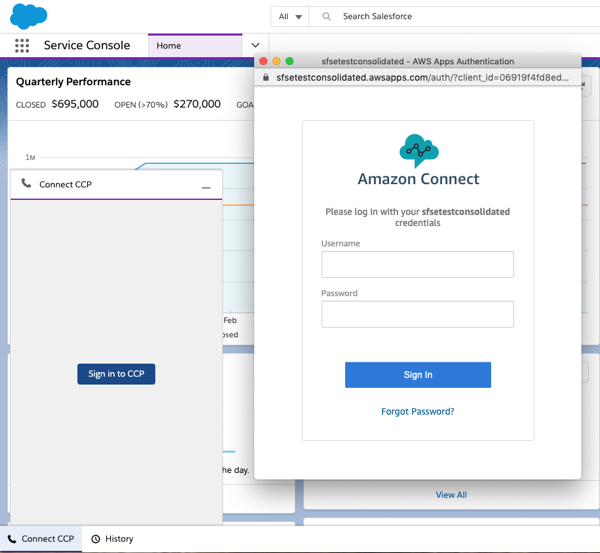 All
Search Salesforce
Service Console
Home
sfsetestconsolidated - AWS Apps Authentication
sfsetestconsolidated.awsapps.com/auth/?client_id=06919f4fd8ed...
Quarterly Performance
CLOSED $695,000 OPEN (>70%) $270,000 GOA
1M
Connect CCP
Sign in to CCP
Feb
osed
he day.
Amazon Connect
Please log in with your sfsetestconsolidated
credentials
Username
Password
Sign In
Forgot Password?
View All
Connect CCP
History